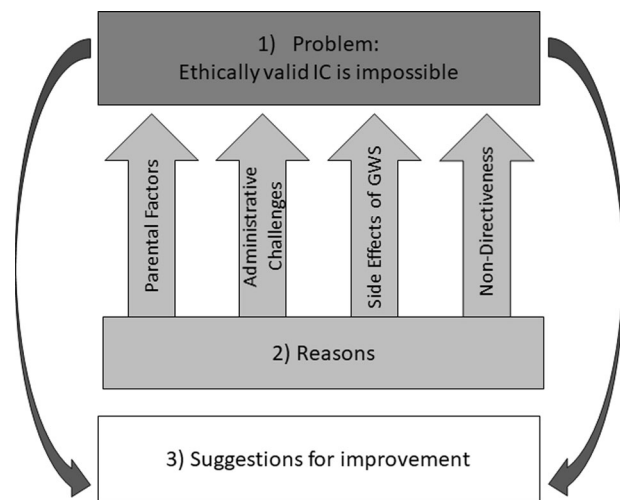 1) Problem:
Ethically valid IC is impossible
Parental Factors
Administrative
Challenges
Side Effects of GWS
Non-Directiveness
2) Reasons
3) Suggestions for improvement